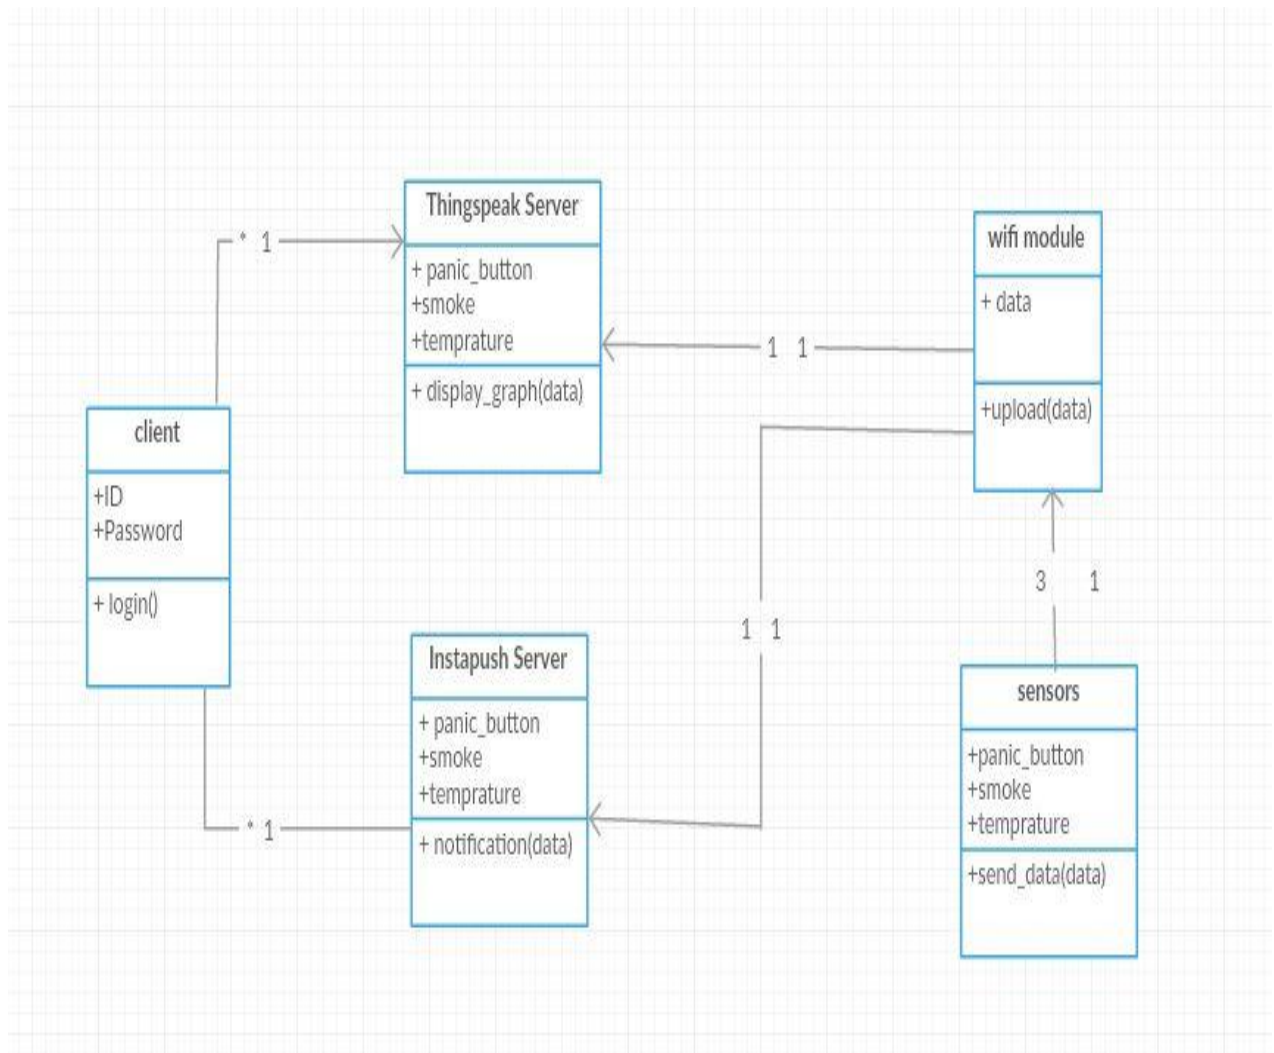 Thingspeak Server
+ panic_button
+smoke
+temprature
+ display_graph(data)
wifi module
+ data
+upload(data)
* 1
1 1
client
+ID
+Password
+ login()
3 1
1 1
Instapush Server
+ panic_button
+smoke
+temprature
+ notification(data)
* 1
sensors
+panic_button
+smoke
+temprature
+send_data(data)